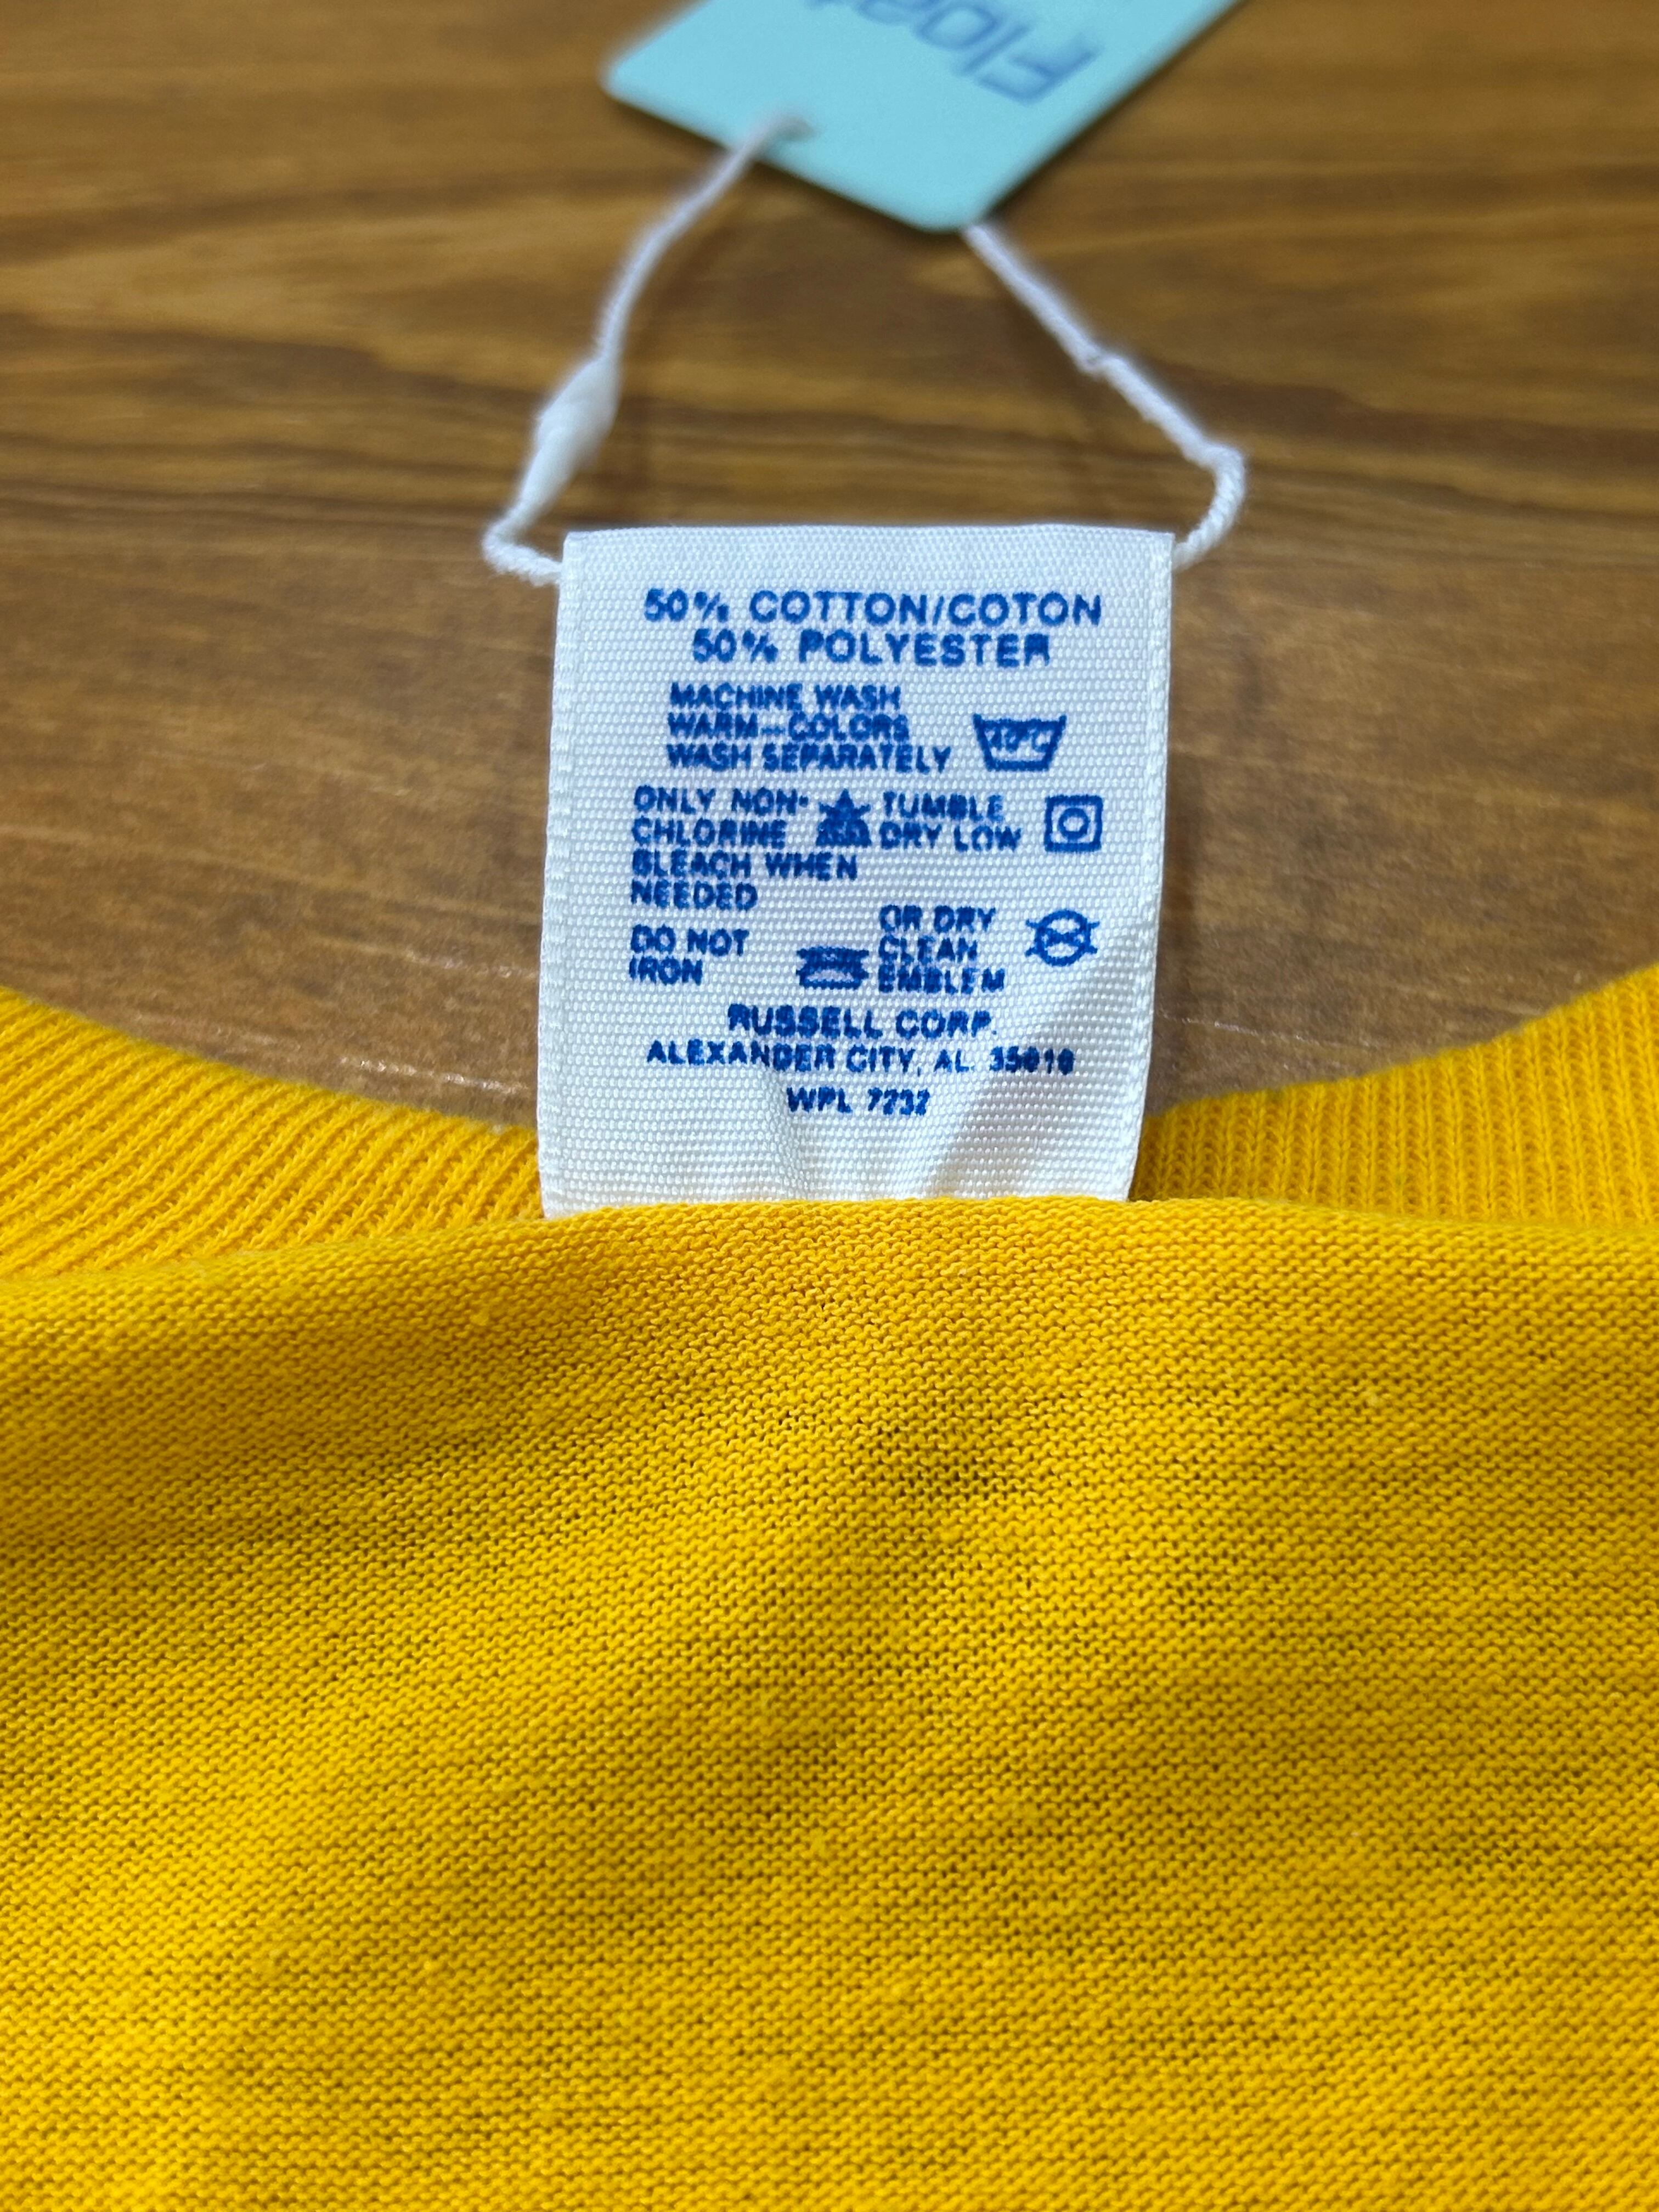 Float
50% COTTON/COTON
50% POLYESTER
MACHINE WASH
WARM—COLORS
WASH SEPARATELY
ONLY NON-
CHLORINE
BLEACH WHEN
NEEDED
TUMBLE
DRY LOW
DO NOT
IRON
OR DRY
CLEAN
EMBLEM
RUSSELL CORP.
ALEXANDER CITY, AL. 35010
WPL 7232